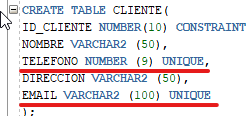 CREATE TABLE CLIENTE(
ID_CLIENTE NUMBER(10) CONSTRAINT
NOMBRE VARCHAR2 (50),
TELEFONO NUMBER (9) UNIQUE,
DIRECCION VARCHAR2 (50),
EMAIL VARCHAR2 (100) UNIQUE
);